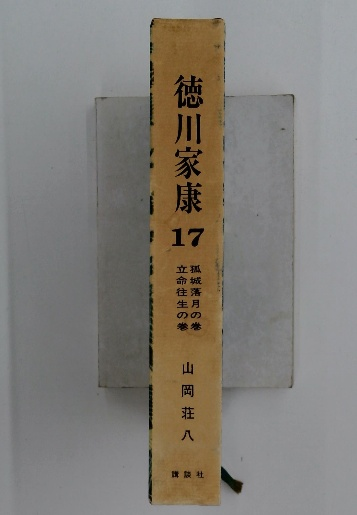 徳川家康
17
孤城落月の巻
立命往生の巻
山岡荘八
講談社